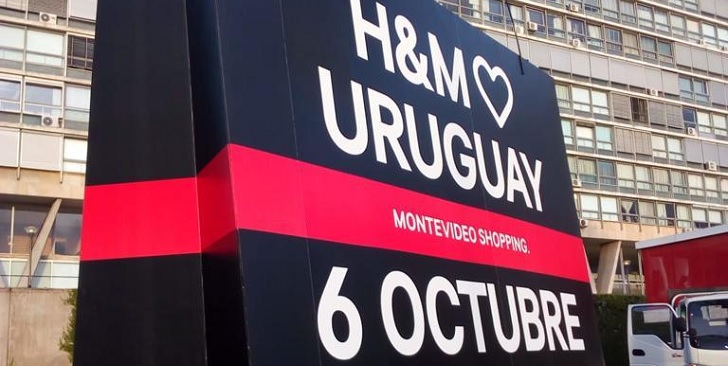 H&M♡
URUGUAY
MONTEVIDEO SHOPPING.
6 OCTUBRE